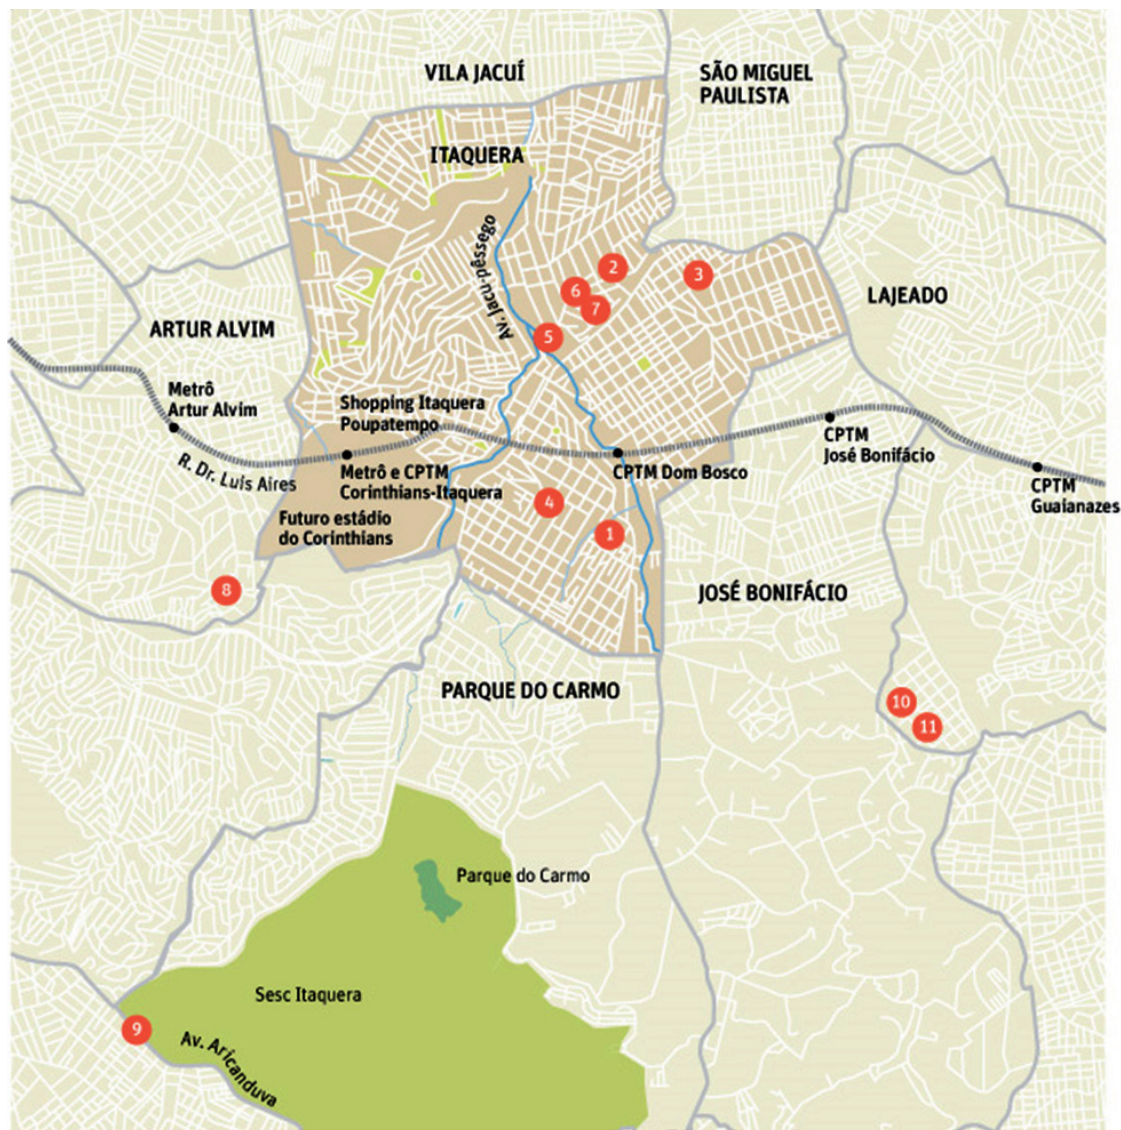 VILA JACUÍ
SÃO MIGUEL
PAULISTA
ITAQUERA
Av. Jacu-pêssego
2
3
6
7
5
LAJEADO
ARTUR ALVIM
Metrô
Artur Alvim
Shopping Itaquera
Poupatempo
CPTM
José Bonifácio
R. Dr. Luís Aires
Metrô e CPTM
Corinthians-Itaquera
CPTM Dom Bosco
CPTM
Guaianazes
4
Futuro estádio
do Corinthians
1
8
JOSÉ BONIFÁCIO
PARQUE DO CARMO
10
11
Parque do Carmo
Sesc Itaquera
9
Av. Aricanduva